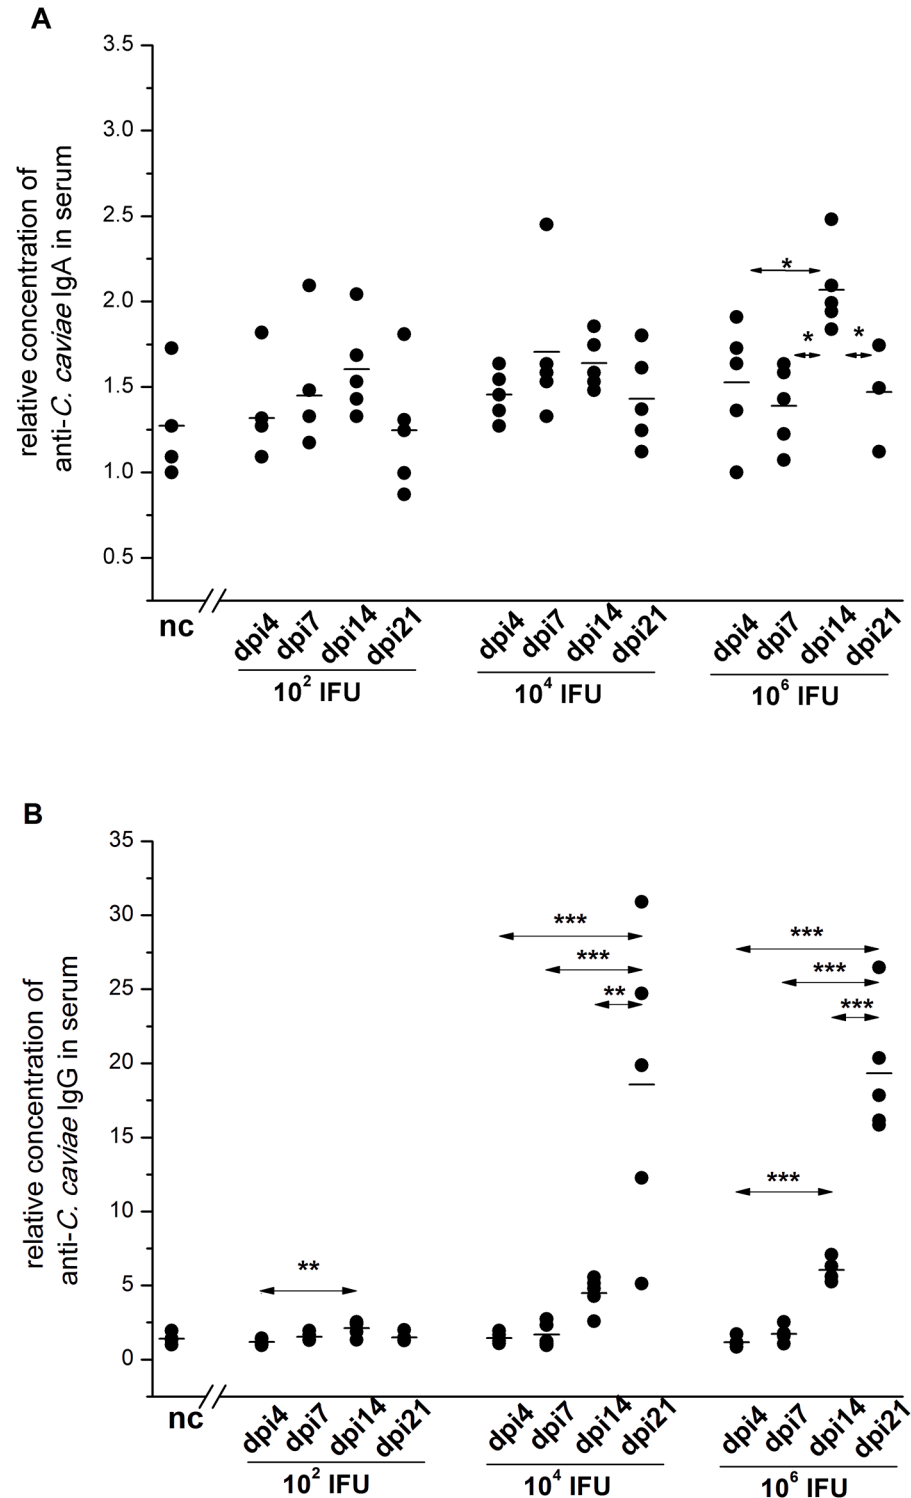 A
relative concentration of
anti-C. caviae IgA in serum
3.5
3.0
2.5
2.0
1.5
1.0
0.5
*
*
*
nc
dpi4 dpi7 dpi14 dpi21
dpi4 dpi7 dpi14 dpi21
dpi4 dpi7 dpi14 dpi21
10² IFU
10⁴ IFU
10⁶ IFU
B
relative concentration of
anti-C. caviae IgG in serum
35
30
25
20
15
10
5
0
**
***
***
**
***
***
***
***
nc
dpi4 dpi7 dpi14 dpi21
dpi4 dpi7 dpi14 dpi21
dpi4 dpi7 dpi14 dpi21
10² IFU
10⁴ IFU
10⁶ IFU